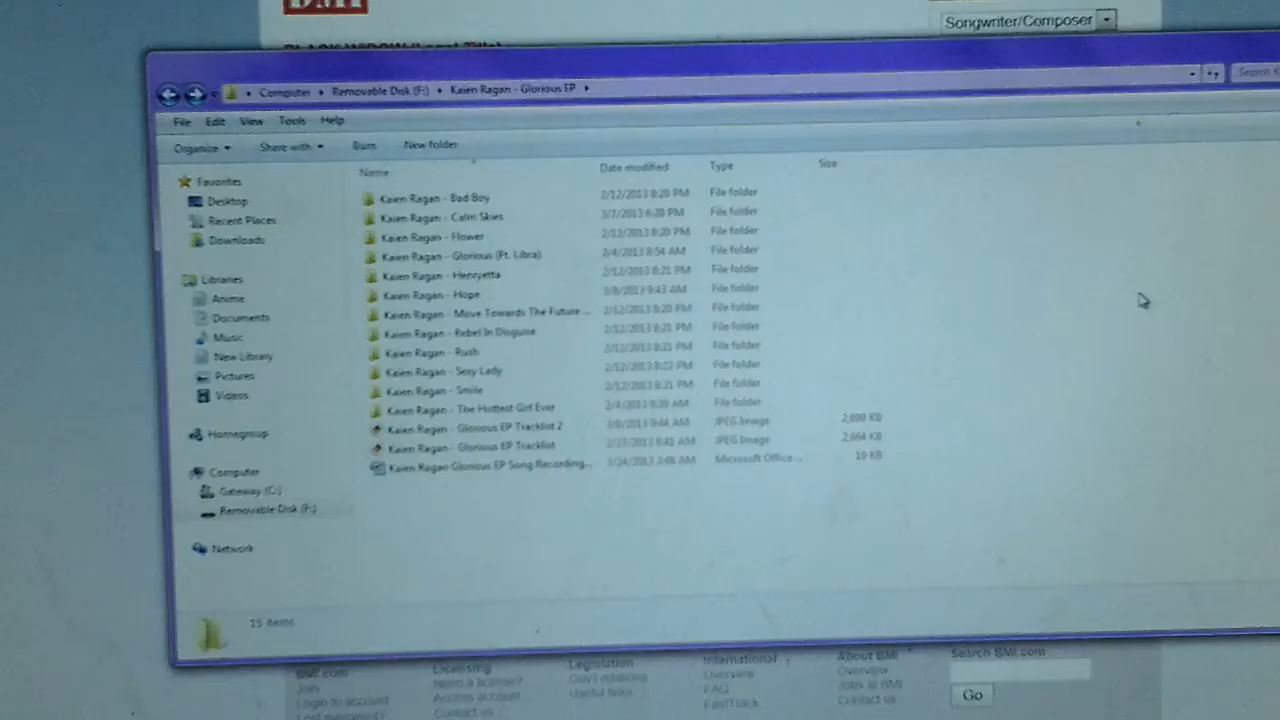 BMI
Songwriter/Composer
BLACK WIDOW (Legal Title)
Computer Removable Disk (F:) Kaien Ragan - Glorious EP
Search
File Edit View Tools Help
Organize Share with Burn New folder
Name Date modified Type Size
Favorites
Desktop
Recent Places
Downloads
Libraries
Anime
Documents
Music
New Library
Pictures
Videos
Homegroup
Computer
Gateway (C:)
Removable Disk (F:)
Network
Kaien Ragan - Bad Boy 2/12/2013 8:20 PM File folder
Kaien Ragan - Calm Skies 3/7/2013 6:28 PM File folder
Kaien Ragan - Flower 2/12/2013 8:20 PM File folder
Kaien Ragan - Glorious (Ft. Libra) 2/4/2013 8:54 AM File folder
Kaien Ragan - Henryetta 2/12/2013 8:21 PM File folder
Kaien Ragan - Hope 3/8/2013 9:43 AM File folder
Kaien Ragan - Move Towards The Future ... 2/12/2013 8:20 PM File folder
Kaien Ragan - Rebel In Disguise 2/12/2013 8:21 PM File folder
Kaien Ragan - Rush 2/12/2013 8:21 PM File folder
Kaien Ragan - Sexy Lady 2/12/2013 8:22 PM File folder
Kaien Ragan - Smile 2/12/2013 8:21 PM File folder
Kaien Ragan - The Hottest Girl Ever 2/4/2013 8:20 AM File folder
Kaien Ragan - Glorious EP Tracklist 2 3/8/2013 9:44 AM JPEG Image KB
Kaien Ragan - Glorious EP Tracklist 2/23/2013 8:41 AM JPEG Image 2,664 KB
Kaien Ragan Glorious EP Song Recording... 3/24/2013 3:48 AM Microsoft Office ... 10 KB
15 items
Bmi.com Licensing Legislation International About BMI Search BMI.com
Join Need a license? Gov't relations Overview Overview
Login to account Access account Useful links FAQ Jobs at BMI Go
Lost password? Contact us FastTrack Contact us